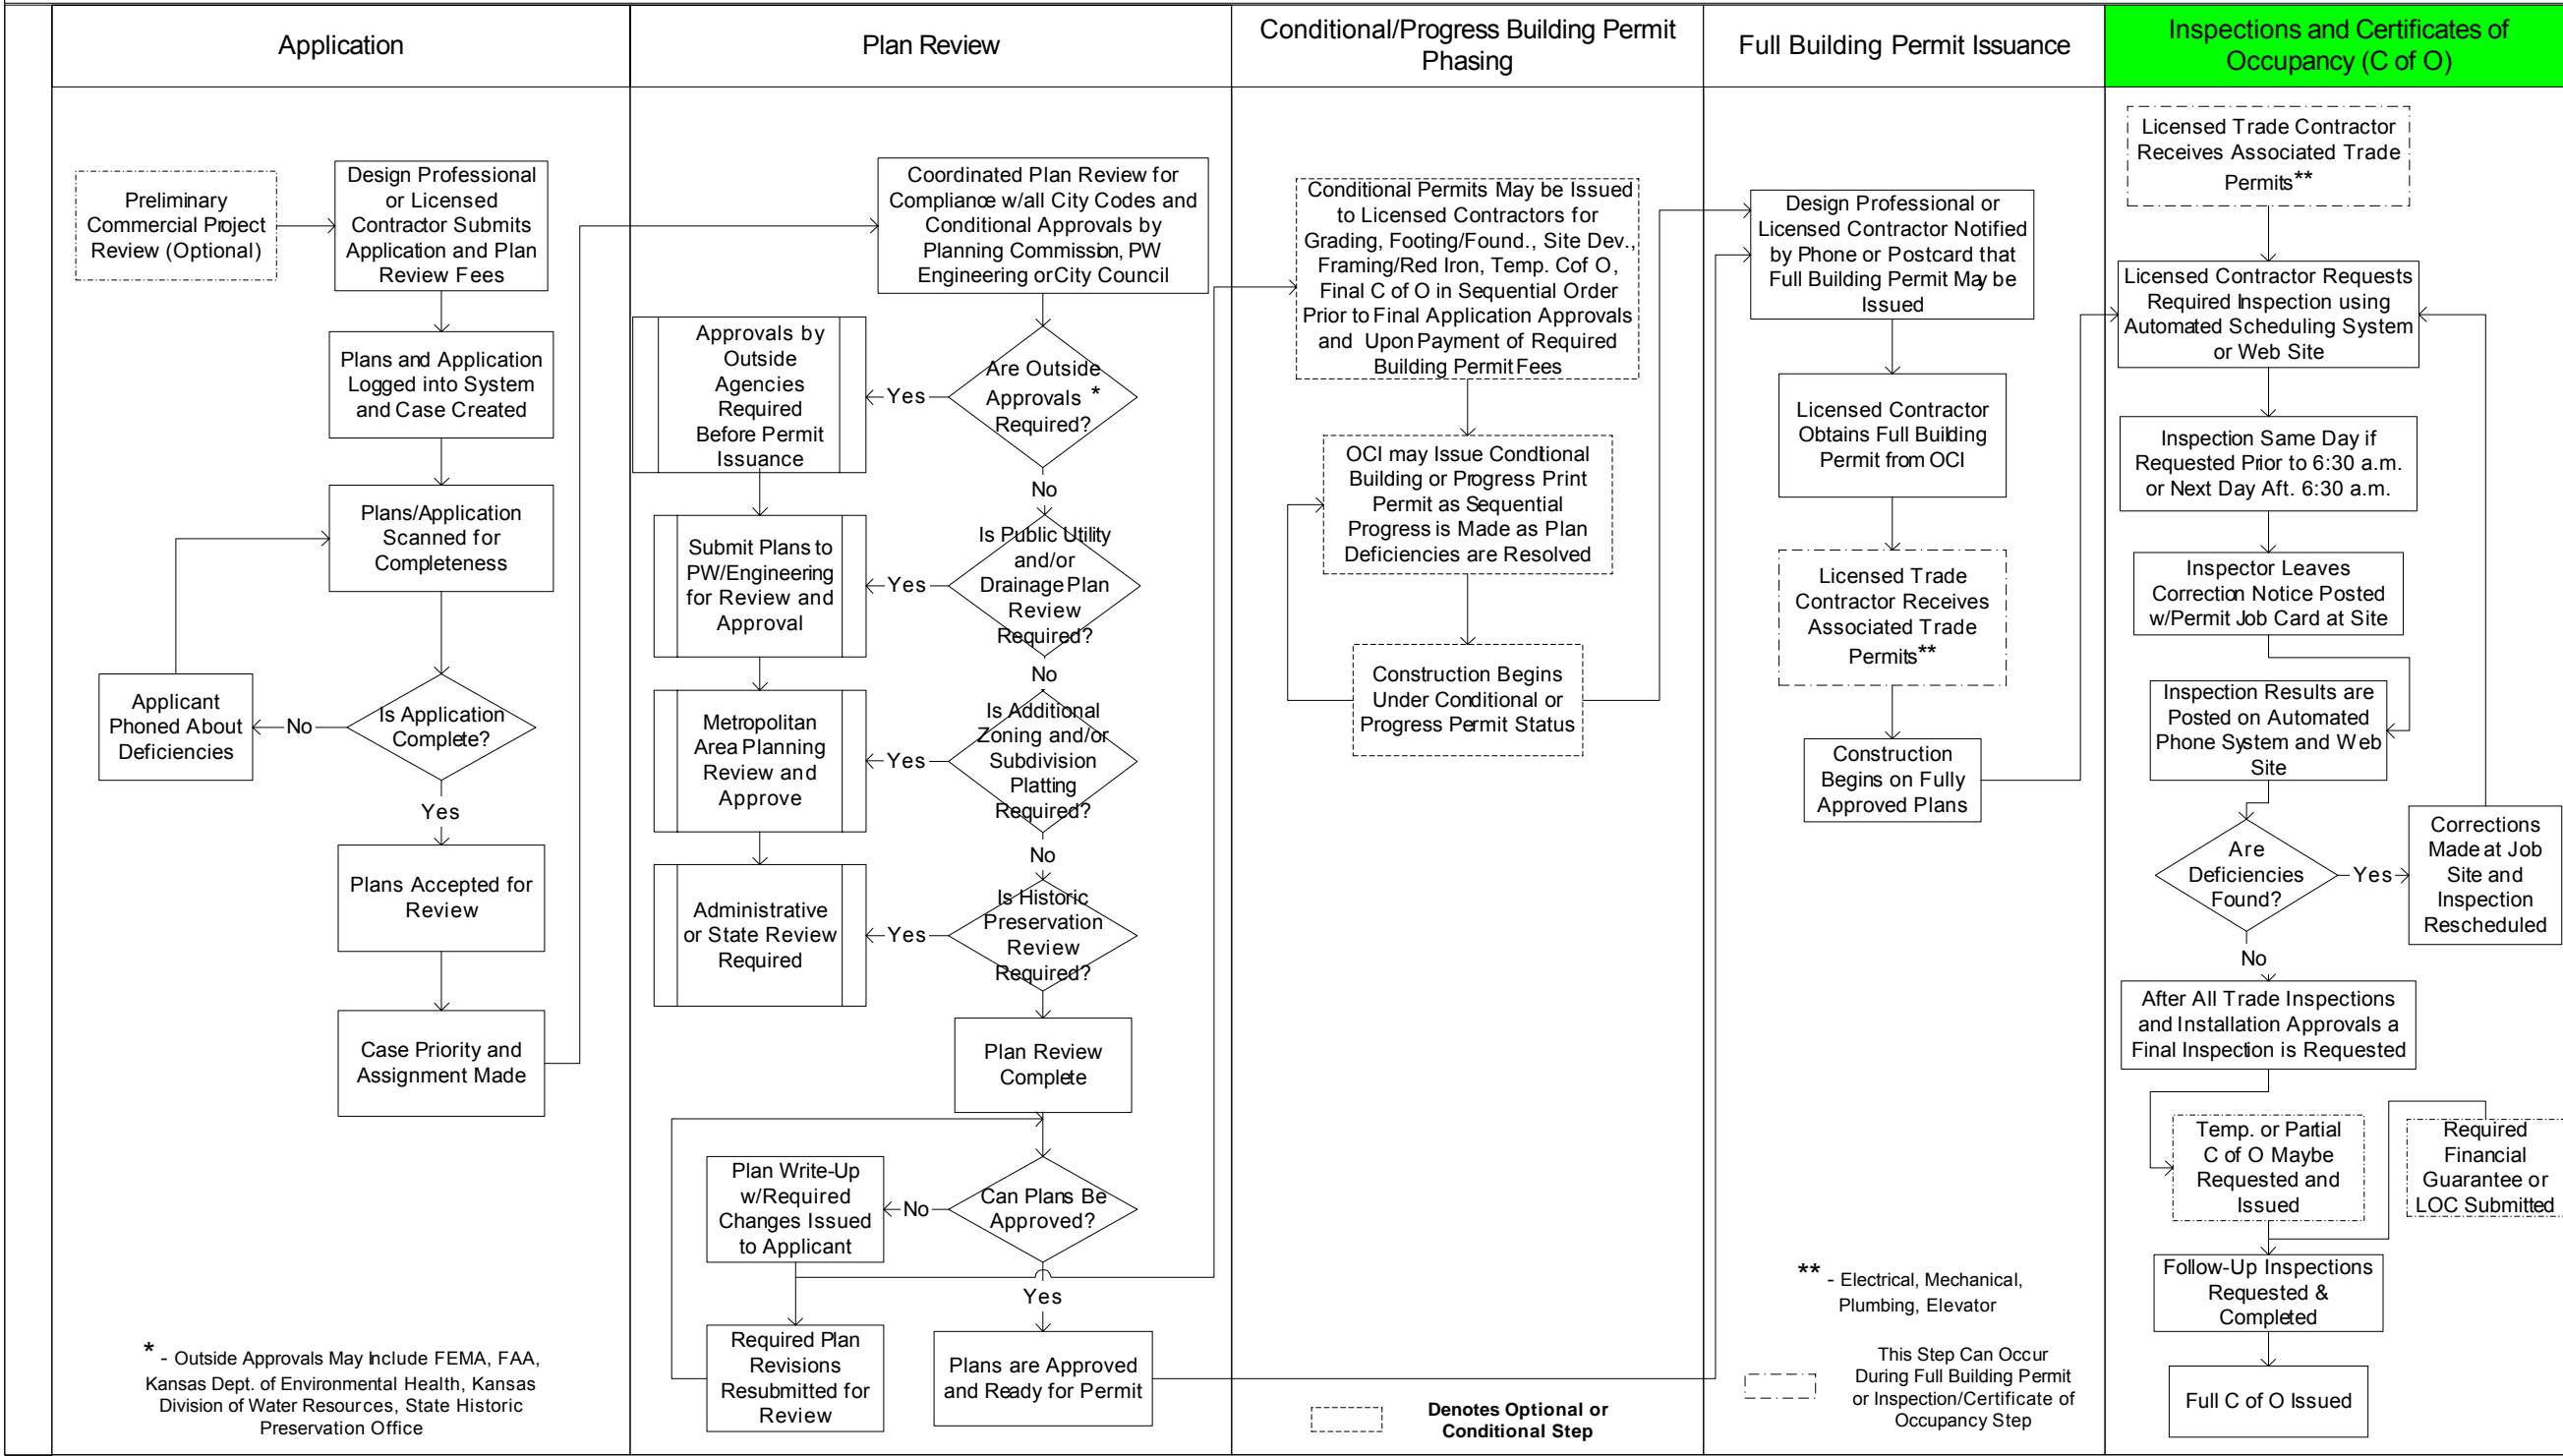 Application
Plan Review
Conditional/Progress Building Permit
Phasing
Full Building Permit Issuance
Inspections and Certificates of
Occupancy (C of O)
Preliminary
Commercial Project
Review (Optional)
Design Professional
or Licensed
Contractor Submits
Application and Plan
Review Fees
Plans and Application
Logged into System
and Case Created
Plans/Application
Scanned for
Completeness
Applicant
Phoned About
Deficiencies
No
Is Application
Complete?
Yes
Plans Accepted for
Review
Case Priority and
Assignment Made
* - Outside Approvals May Include FEMA, FAA,
Kansas Dept. of Environmental Health, Kansas
Division of Water Resources, State Historic
Preservation Office
Coordinated Plan Review for
Compliance w/all City Codes and
Conditional Approvals by
Planning Commission, PW
Engineering or City Council
Approvals by
Outside
Agencies
Required
Before Permit
Issuance
Yes
Are Outside
Approvals *
Required?
No
Submit Plans to
PW/Engineering
for Review and
Approval
Yes
Is Public Utility
and/or
Drainage Plan
Review
Required?
No
Metropolitan
Area Planning
Review and
Approve
Yes
Is Additional
Zoning and/or
Subdivision
Platting
Required?
No
Administrative
or State Review
Required
Yes
Is Historic
Preservation
Review
Required?
Plan Review
Complete
Plan Write-Up
w/Required
Changes Issued
to Applicant
No
Can Plans Be
Approved?
Yes
Required Plan
Revisions
Resubmitted for
Review
Plans are Approved
and Ready for Permit
Conditional Permits May be Issued
to Licensed Contractors for
Grading, Footing/Found., Site Dev.,
Framing/Red Iron, Temp. Cof O,
Final C of O in Sequential Order
Prior to Final Application Approvals
and Upon Payment of Required
Building Permit Fees
OCI may Issue Conditional
Building or Progress Print
Permit as Sequential
Progress is Made as Plan
Deficiencies are Resolved
Construction Begins
Under Conditional or
Progress Permit Status
Denotes Optional or
Conditional Step
Design Professional or
Licensed Contractor Notified
by Phone or Postcard that
Full Building Permit May be
Issued
Licensed Contractor
Obtains Full Building
Permit from OCI
Licensed Trade
Contractor Receives
Associated Trade
Permits**
Construction
Begins on Fully
Approved Plans
** - Electrical, Mechanical,
Plumbing, Elevator
This Step Can Occur
During Full Building Permit
or Inspection/Certificate of
Occupancy Step
Licensed Trade Contractor
Receives Associated Trade
Permits**
Licensed Contractor Requests
Required Inspection using
Automated Scheduling System
or Web Site
Inspection Same Day if
Requested Prior to 6:30 a.m.
or Next Day Aft. 6:30 a.m.
Inspector Leaves
Correction Notice Posted
w/Permit Job Card at Site
Inspection Results are
Posted on Automated
Phone System and Web
Site
Are
Deficiencies
Found?
Yes
Corrections
Made at Job
Site and
Inspection
Rescheduled
No
After All Trade Inspections
and Installation Approvals a
Final Inspection is Requested
Temp. or Partial
C of O Maybe
Requested and
Issued
Required
Financial
Guarantee or
LOC Submitted
Follow-Up Inspections
Requested &
Completed
Full C of O Issued